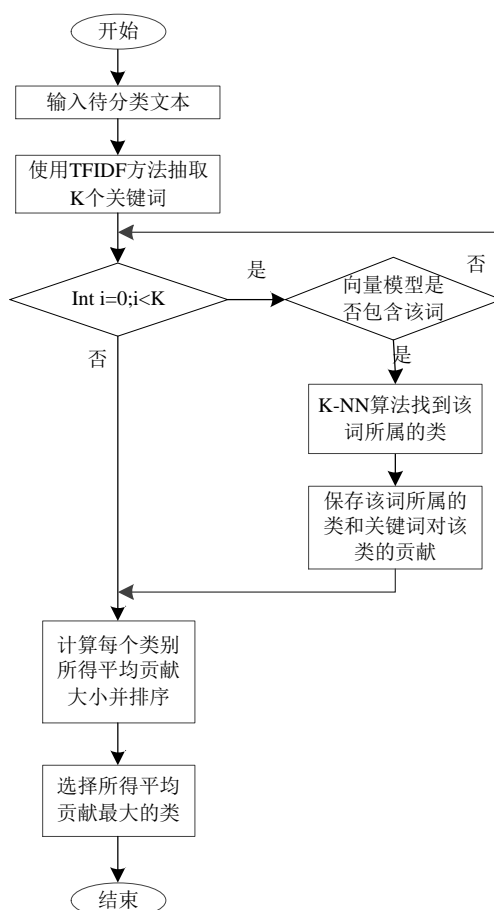 开始
输入待分类文本
使用TFIDF方法抽取
K个关键词
Int i=0;i<K
是
否
向量模型是
否包含该词
否
是
K-NN算法找到该
词所属的类
保存该词所属的
类和关键词对该
类的贡献
计算每个类别
所得平均贡献
大小并排序
选择所得平均
贡献最大的类
结束